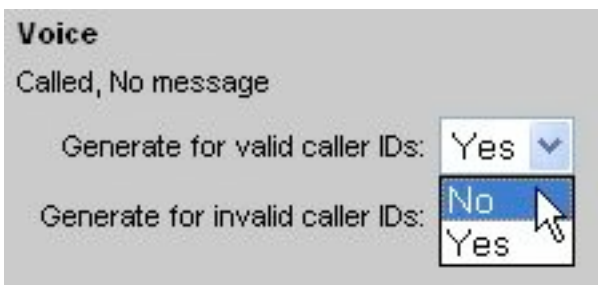 Voice
Called, No message
Generate for valid caller IDs: Yes
Generate for invalid caller IDs: No
Yes